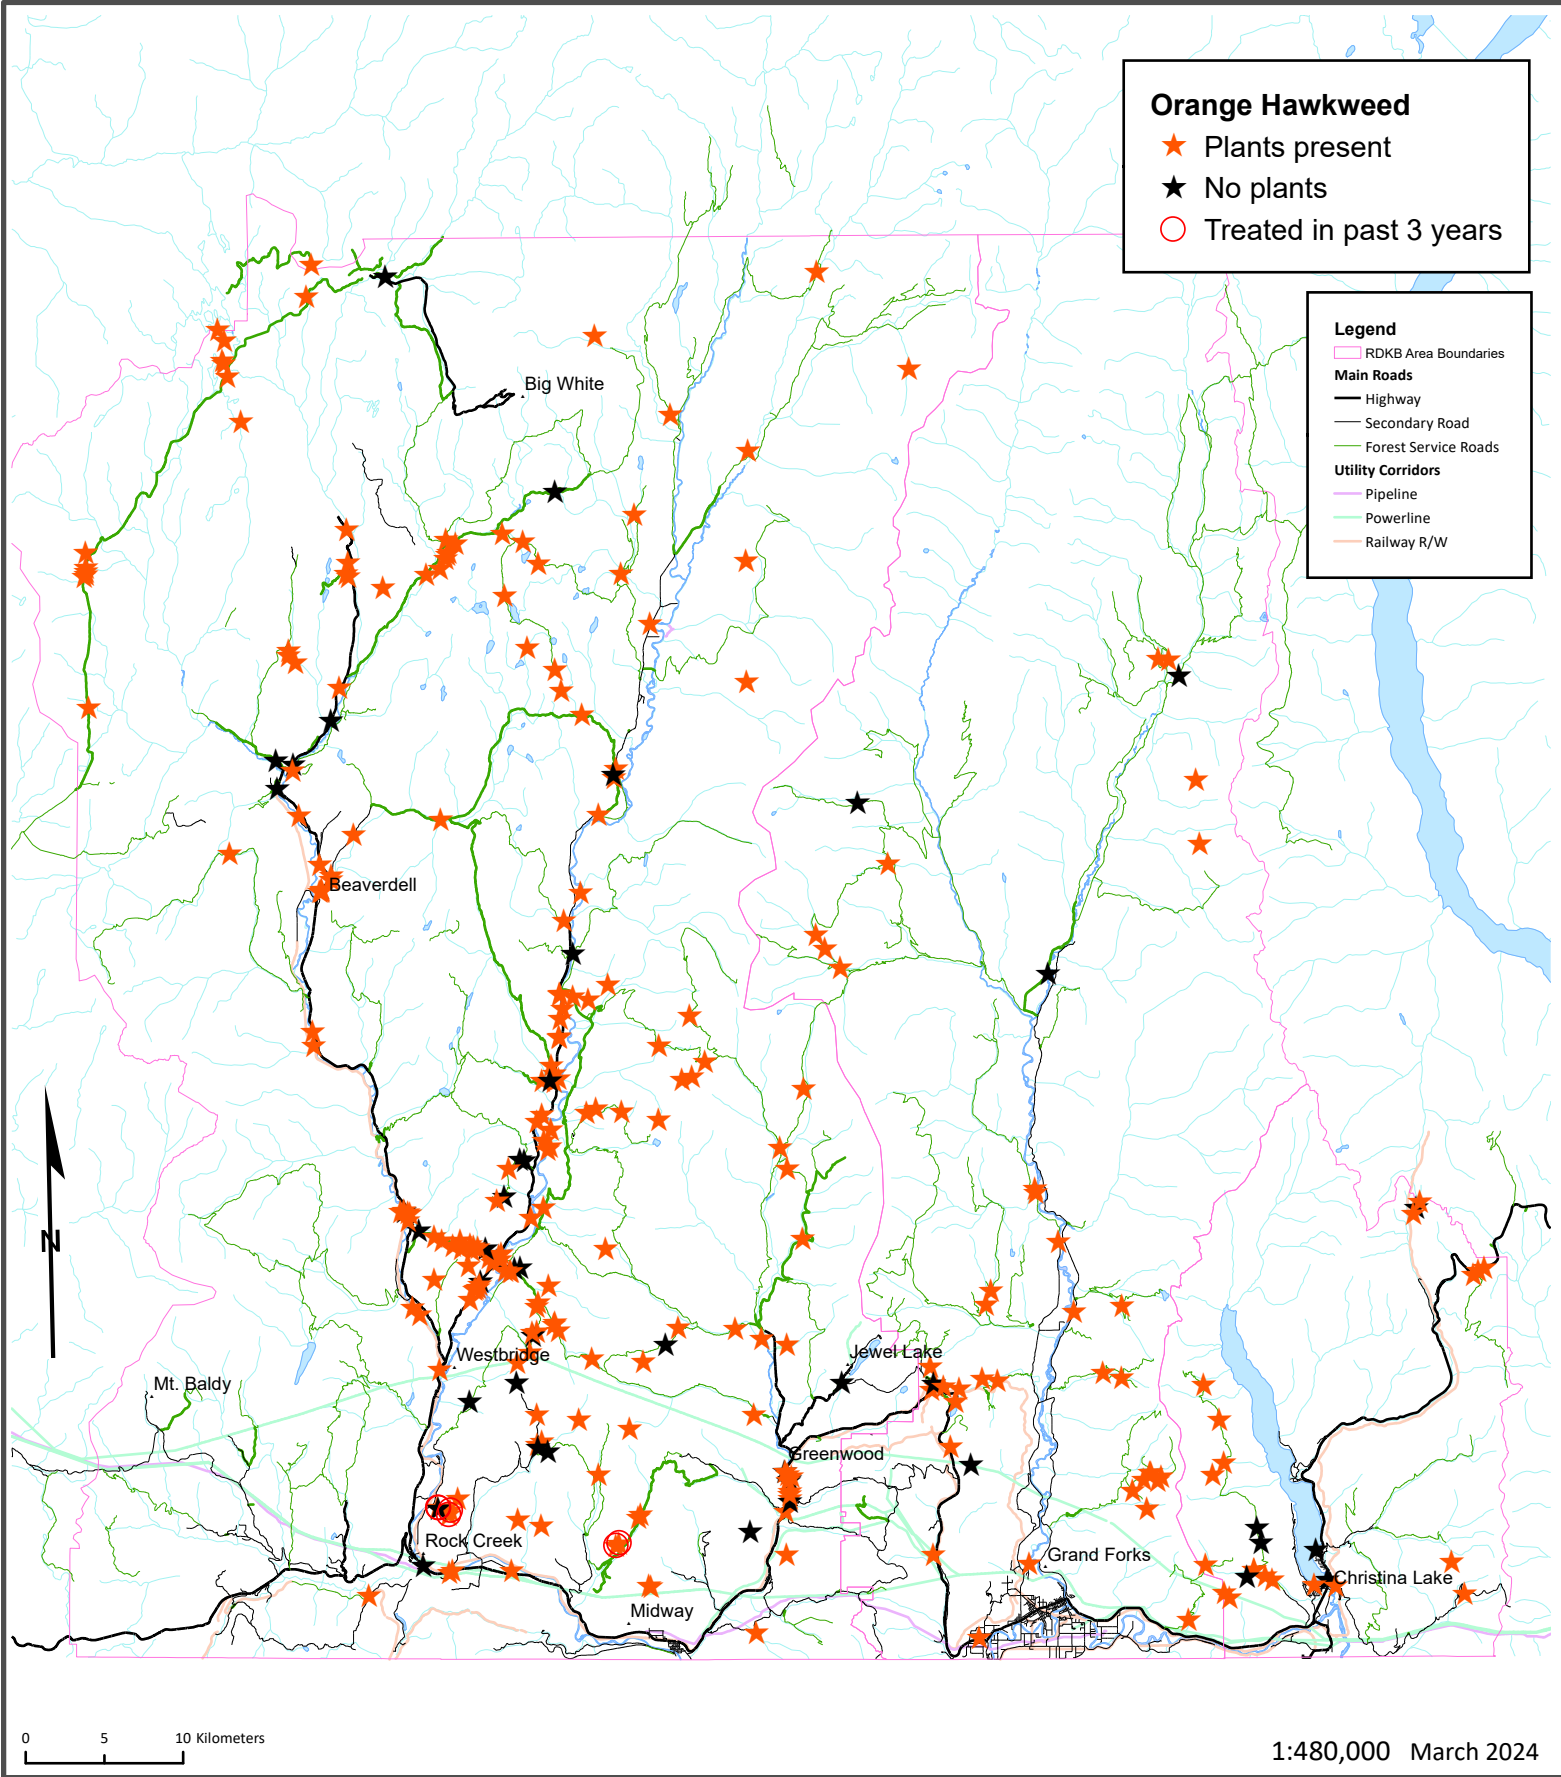 Orange Hawkweed
Plants present
No plants
Treated in past 3 years
Legend
RDKB Area Boundaries
Main Roads
Highway
Secondary Road
Forest Service Roads
Utility Corridors
Pipeline
Powerline
Railway R/W
Big White
Beaverdell
N
Westbridge
Jewel Lake
Mt. Baldy
Greenwood
Rock Creek
Grand Forks
Christina Lake
Midway
0 5 10 Kilometers
1:480,000 March 2024